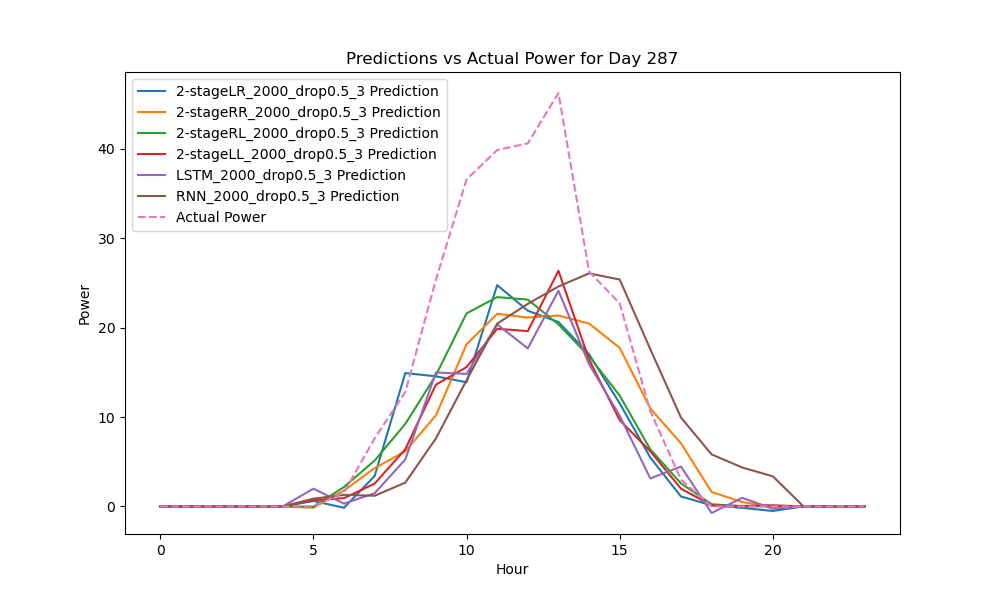 Predictions vs Actual Power for Day 287
2-stageLR_2000_drop0.5_3 Prediction
2-stageRR_2000_drop0.5_3 Prediction
2-stageRL_2000_drop0.5_3 Prediction
2-stageLL_2000_drop0.5_3 Prediction
LSTM_2000_drop0.5_3 Prediction
RNN_2000_drop0.5_3 Prediction
Actual Power
Power
40
30
20
10
0
0 5 10 15 20
Hour